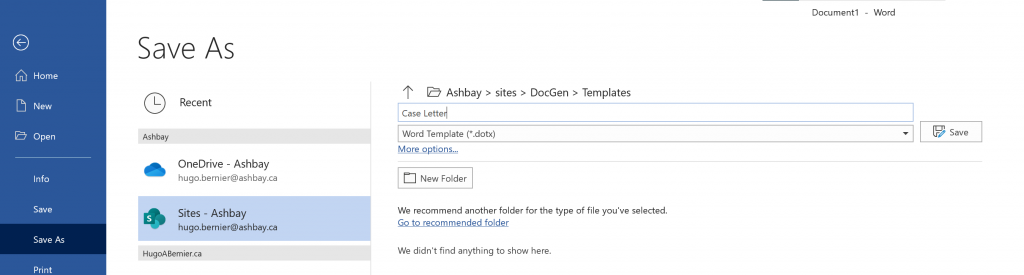 Document1 - Word
Save As
Home
New
Open
Info
Save
Save As
Print
Recent
Ashbay
OneDrive - Ashbay
hugo.bernier@ashbay.ca
Sites - Ashbay
hugo.bernier@ashbay.ca
HugoABernier.ca
Ashbay > sites > DocGen > Templates
Case Letter
Word Template (*.dotx)
Save
More options...
New Folder
We recommend another folder for the type of file you've selected.
Go to recommended folder
We didn't find anything to show here.